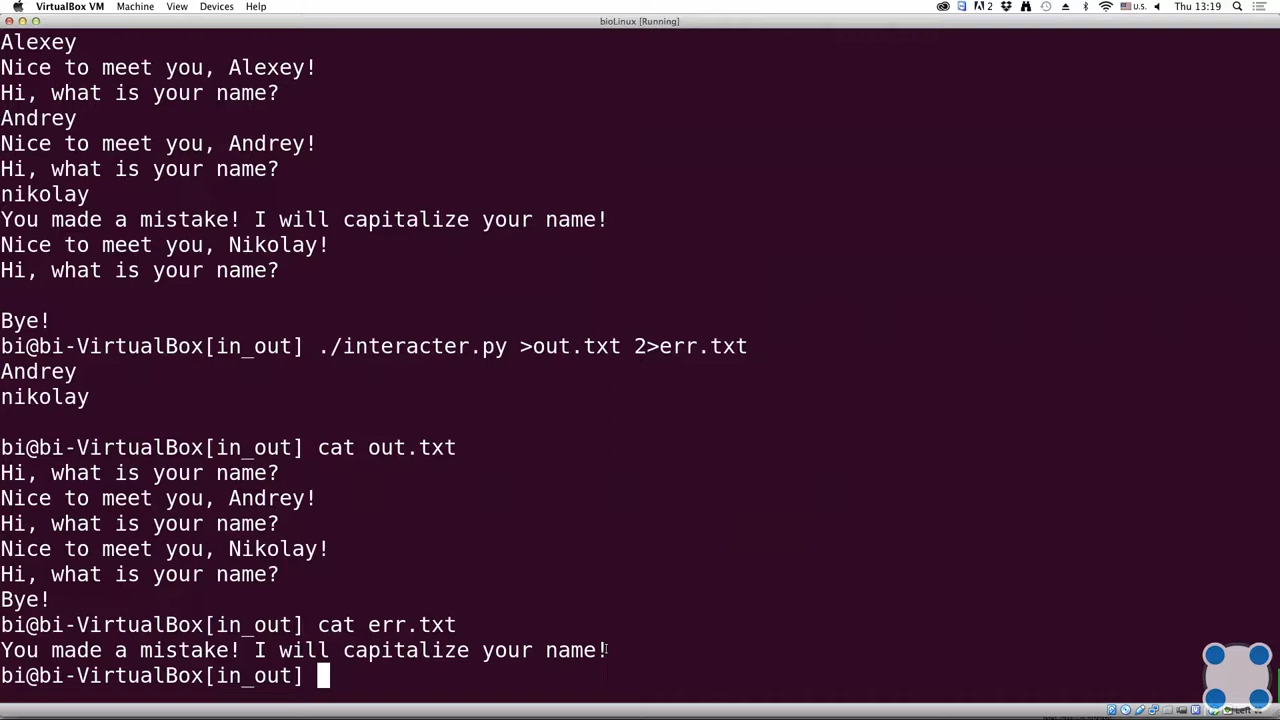 VirtualBox VM Machine View Devices Help
2 U.S. Thu 13:19
bioLinux [Running]
Alexey
Nice to meet you, Alexey!
Hi, what is your name?
Andrey
Nice to meet you, Andrey!
Hi, what is your name?
nikolay
You made a mistake! I will capitalize your name!
Nice to meet you, Nikolay!
Hi, what is your name?
Bye!
bi@bi-VirtualBox[in_out] ./interacter.py >out.txt 2>err.txt
Andrey
nikolay
bi@bi-VirtualBox[in_out] cat out.txt
Hi, what is your name?
Nice to meet you, Andrey!
Hi, what is your name?
Nice to meet you, Nikolay!
Hi, what is your name?
Bye!
bi@bi-VirtualBox[in_out] cat err.txt
You made a mistake! I will capitalize your name!
bi@bi-VirtualBox[in_out]
Left